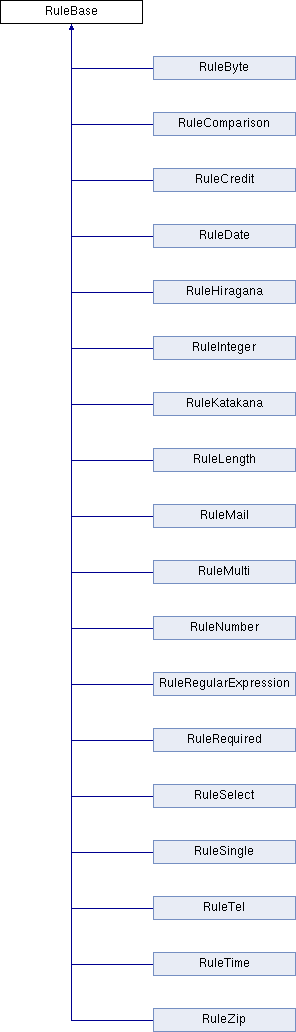 RuleBase
RuleByte
RuleComparison
RuleCredit
RuleDate
RuleHiragana
RuleInteger
RuleKatakana
RuleLength
RuleMail
RuleMulti
RuleNumber
RuleRegularExpression
RuleRequired
RuleSelect
RuleSingle
RuleTel
RuleTime
RuleZip